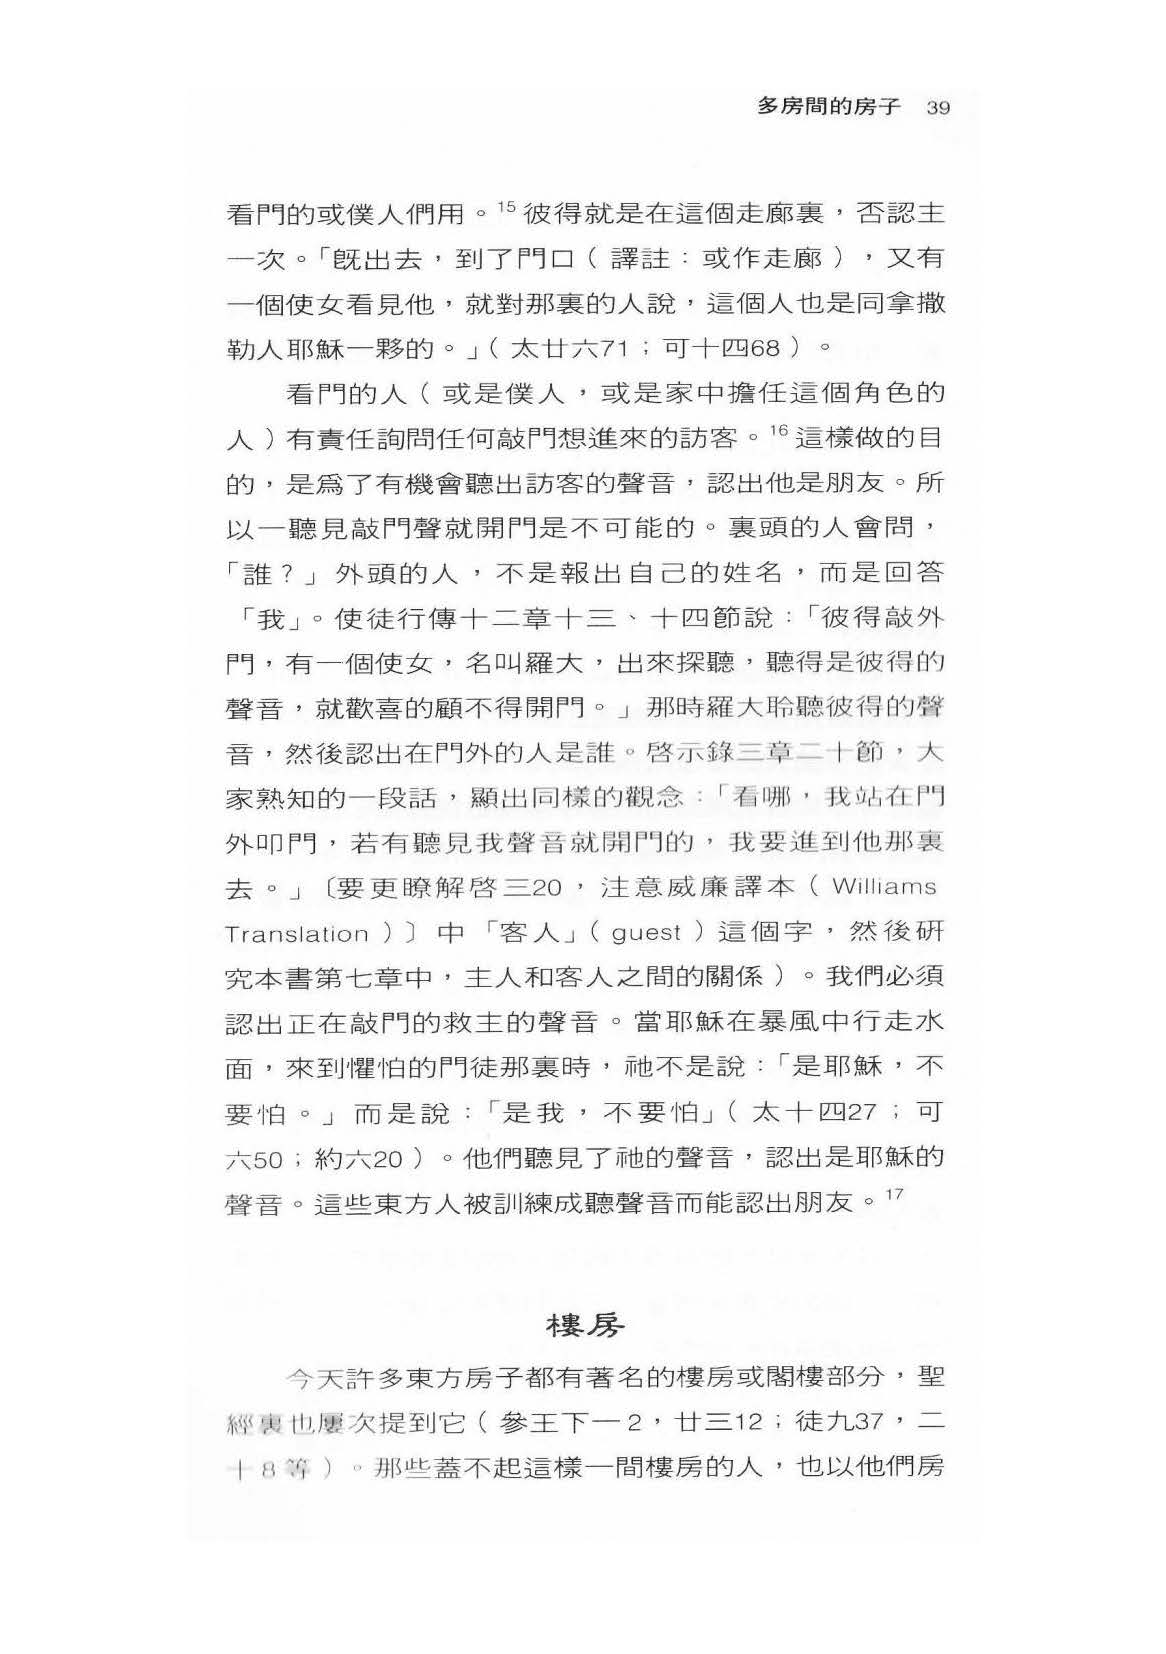 多房間的房子 39
看門的或僕人們用。15彼得就是在這個走廊裏，否認主
一次。「旣出去，到了門口（譯註：或作走廊），又有
一個使女看見他，就對那裏的人說，這個人也是同拿撒
勒人耶穌一夥的。」（太廿六71；可十四68）。
看門的人（或是僕人，或是家中擔任這個角色的
人）有責任詢問任何敲門想進來的訪客。16這樣做的目
的，是爲了有機會聽出訪客的聲音，認出他是朋友。所
以一聽見敲門聲就開門是不可能的。裏頭的人會問，
「誰？」外頭的人，不是報出自己的姓名，而是回答
「我」。使徒行傳十二章十三、十四節說：「彼得敲外
門，有一個使女，名叫羅大，出來探聽，聽得是彼得的
聲音，就歡喜的顧不得開門。」那時羅大聆聽彼得的聲
音，然後認出在門外的人是誰。啓示錄三章二十節，大
家熟知的一段話，顯出同樣的觀念：「看哪，我站在門
外叩門，若有聽見我聲音就開門的，我要進到他那裏
去。」〔要更瞭解啓三20，注意威廉譯本（Williams
Translation）〕中「客人」（guest）這個字，然後研
究本書第七章中，主人和客人之間的關係）。我們必須
認出正在敲門的救主的聲音。當耶穌在暴風中行走水
面，來到懼怕的門徒那裏時，祂不是說：「是耶穌，不
要怕。」而是說：「是我，不要怕」（太十四27；可
六50；約六20）。他們聽見了祂的聲音，認出是耶穌的
聲音。這些東方人被訓練成聽聲音而能認出朋友。17
樓房
今天許多東方房子都有著名的樓房或閣樓部分，聖
經裏也屢次提到它（參王下一2，廿三12；徒九37，二
十8等）。那些蓋不起這樣一間樓房的人，也以他們房